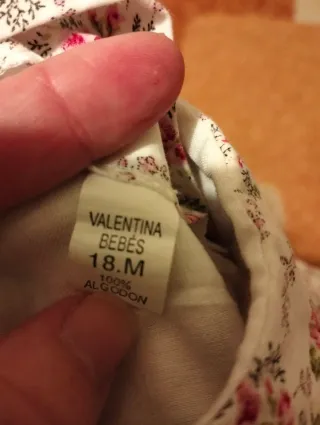 VALENTINA
BEBÉS
18.M
100%
ALGODON